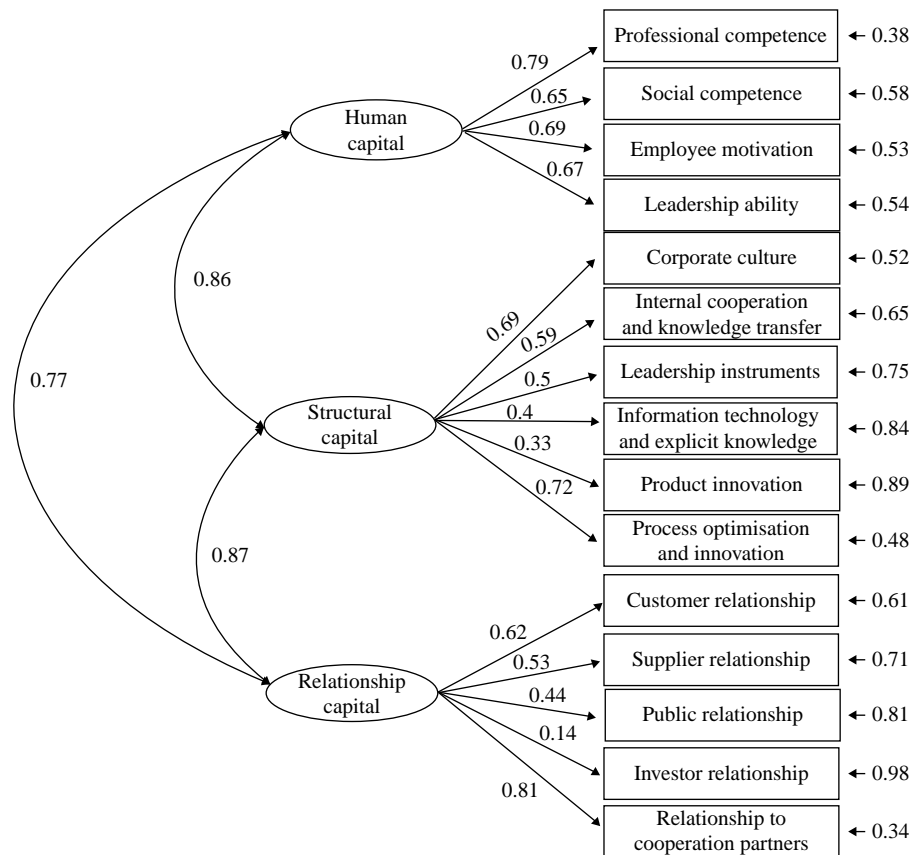 Professional competence
0.38
0.79
Social competence
0.58
0.65
Human
capital
Employee motivation
0.53
0.69
0.67
Leadership ability
0.54
Corporate culture
0.52
0.86
Internal cooperation
and knowledge transfer
0.65
0.69
0.59
0.77
Leadership instruments
0.75
0.5
Structural
capital
0.4
Information technology
and explicit knowledge
0.84
0.33
Product innovation
0.89
0.72
Process optimisation
and innovation
0.48
0.87
Customer relationship
0.61
0.62
Supplier relationship
0.71
0.53
Relationship
capital
0.44
Public relationship
0.81
0.14
Investor relationship
0.98
0.81
Relationship to
cooperation partners
0.34